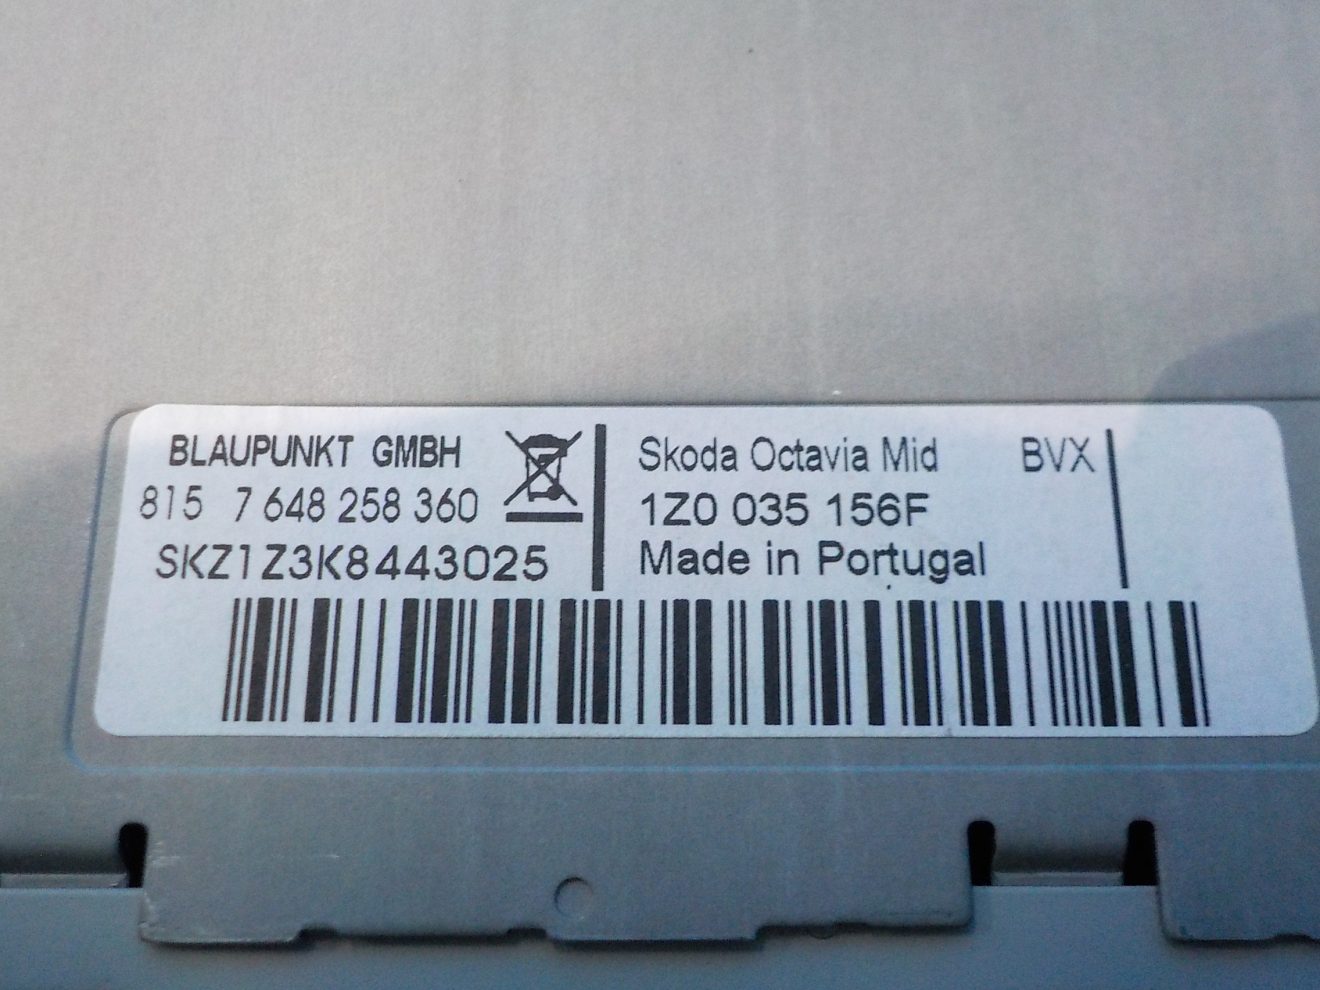 BLAUPUNKT GMBH
815 7 648 258 360
SKZ1Z3K8443025
Skoda Octavia Mid BVX
1Z0 035 156F
Made in Portugal